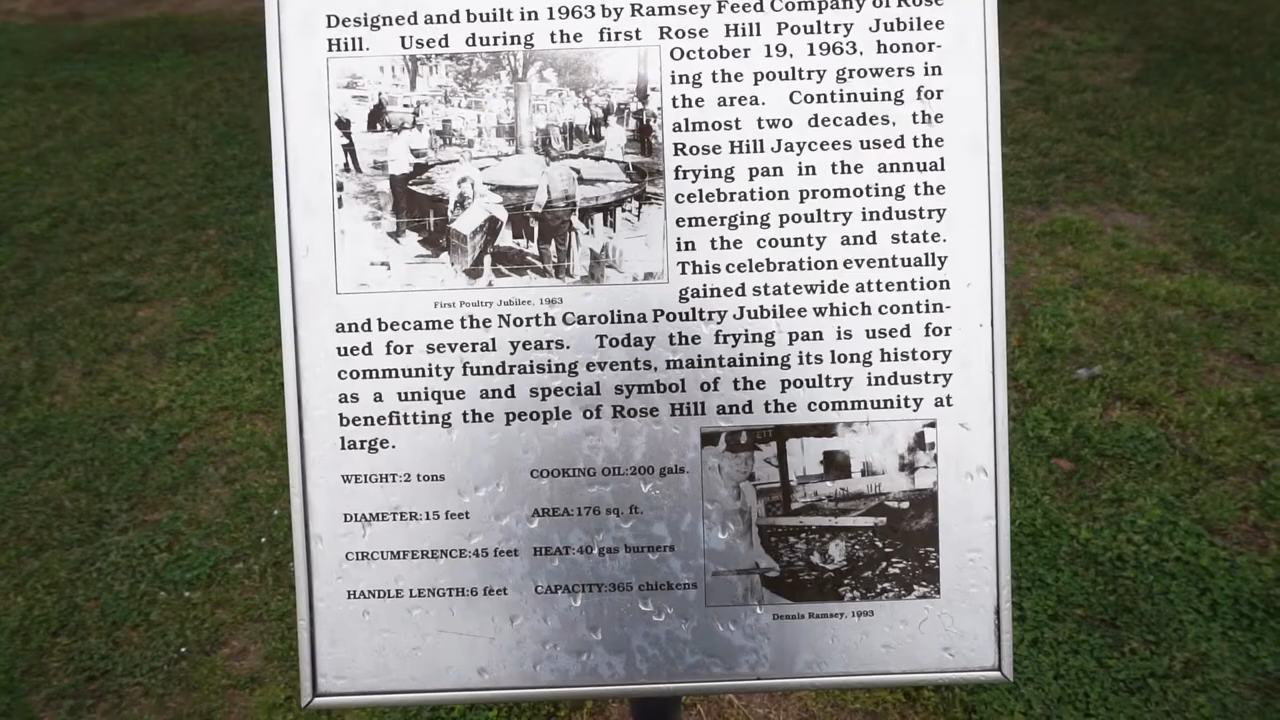 Designed and built in 1963 by Ramsey Feed Company of Rose
Hill. Used during the first Rose Hill Poultry Jubilee
October 19, 1963, honor-
ing the poultry growers in
the area. Continuing for
almost two decades, the
Rose Hill Jaycees used the
frying pan in the annual
celebration promoting the
emerging poultry industry
in the county and state.
This celebration eventually
gained statewide attention
First Poultry Jubilee, 1963
and became the North Carolina Poultry Jubilee which contin-
ued for several years. Today the frying pan is used for
community fundraising events, maintaining its long history
as a unique and special symbol of the poultry industry
benefitting the people of Rose Hill and the community at
large.
WEIGHT:2 tons COOKING OIL:200 gals.
DIAMETER:15 feet AREA:176 sq. ft.
CIRCUMFERENCE:45 feet HEAT:40 gas burners
HANDLE LENGTH:6 feet CAPACITY:365 chickens
ETT
Dennis Ramsey, 1993